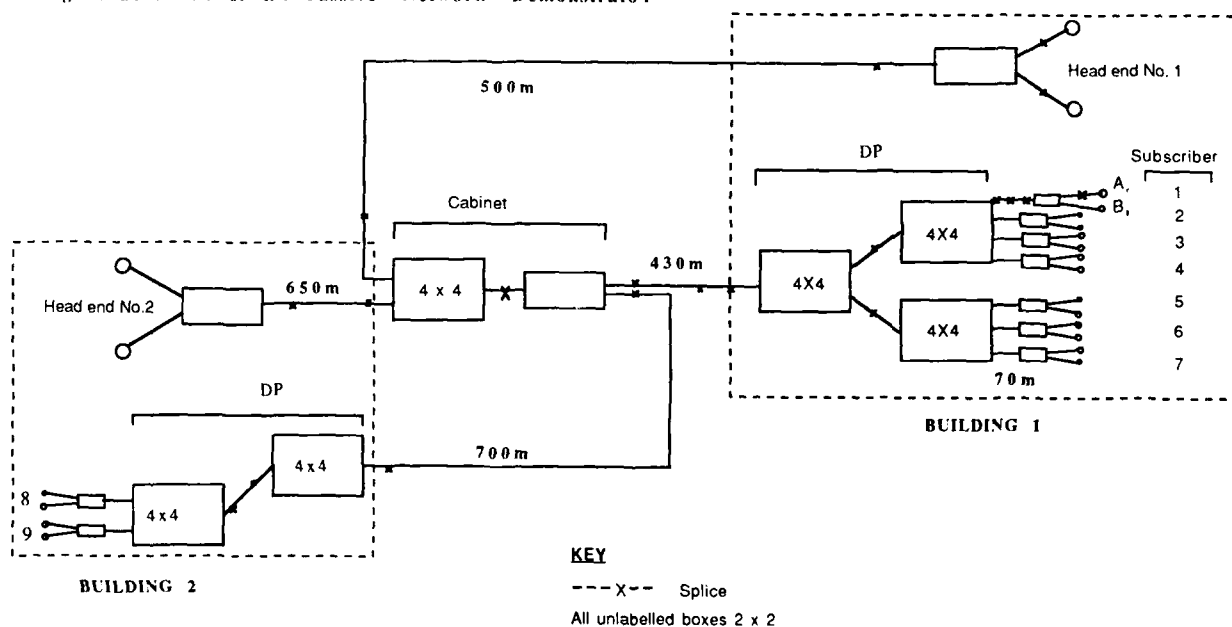 500m
Head end No. 1
DP
Subscriber
A,
1
B,
2
3
4
5
6
7
4X4
4X4
4X4
70m
BUILDING 1
Cabinet
4 x 4
430m
650m
Head end No.2
DP
700m
4 x 4
4 x 4
8
9
BUILDING 2
KEY
---X-- Splice
All unlabelled boxes 2 x 2